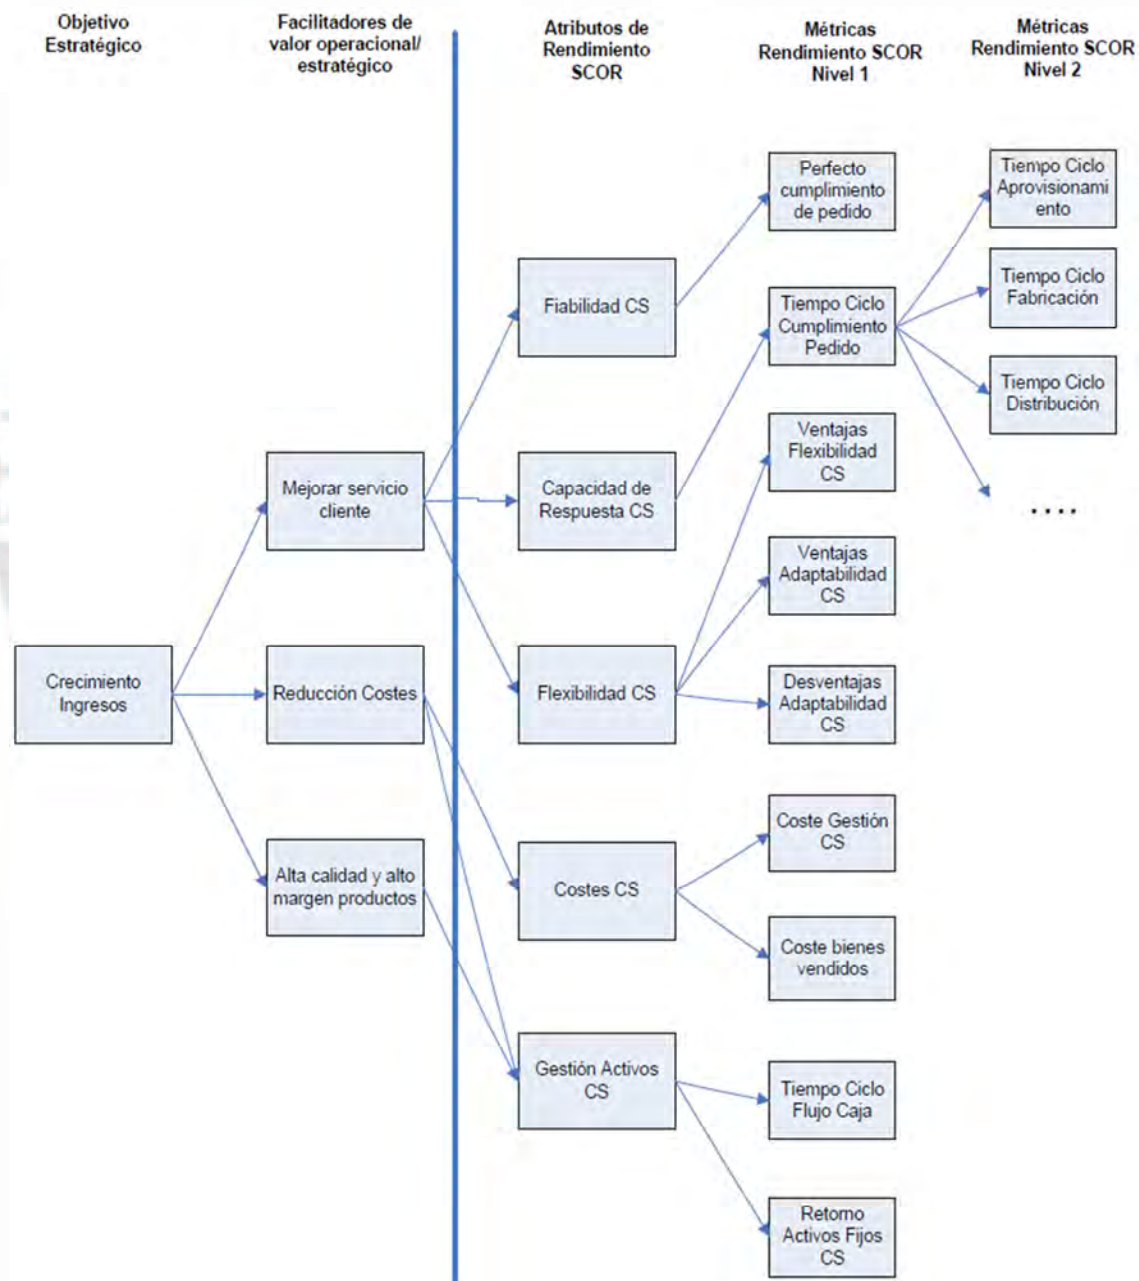 Objetivo
Estratégico
Facilitadores de
valor operacional/
estratégico
Atributos de
Rendimiento
SCOR
Métricas
Rendimiento SCOR
Nivel 1
Métricas
Rendimiento SCOR
Nivel 2
Crecimiento
Ingresos
Mejorar servicio
cliente
Reducción Costes
Alta calidad y alto
margen productos
Fiabilidad CS
Capacidad de
Respuesta CS
Flexibilidad CS
Costes CS
Gestión Activos
CS
Perfecto
cumplimiento
de pedido
Tiempo Ciclo
Cumplimiento
Pedido
Ventajas
Flexibilidad
CS
Ventajas
Adaptabilidad
CS
Desventajas
Adaptabilidad
CS
Coste Gestión
CS
Coste bienes
vendidos
Tiempo Ciclo
Flujo Caja
Retorno
Activos Fijos
CS
Tiempo Ciclo
Aprovisionami
ento
Tiempo Ciclo
Fabricación
Tiempo Ciclo
Distribución
....